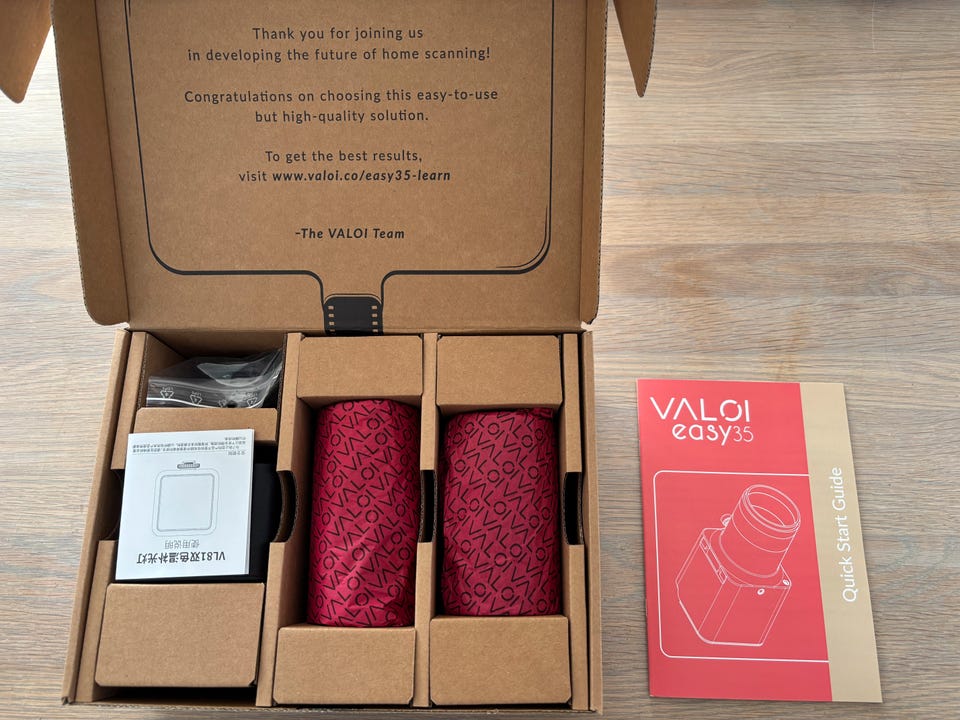 Thank you for joining us
in developing the future of home scanning!
Congratulations on choosing this easy-to-use
but high-quality solution.
To get the best results,
visit www.valoi.co/easy35-learn
-The VALOI Team
VL81双色温补光灯
使用说明
VALOI
easy35
Quick Start Guide